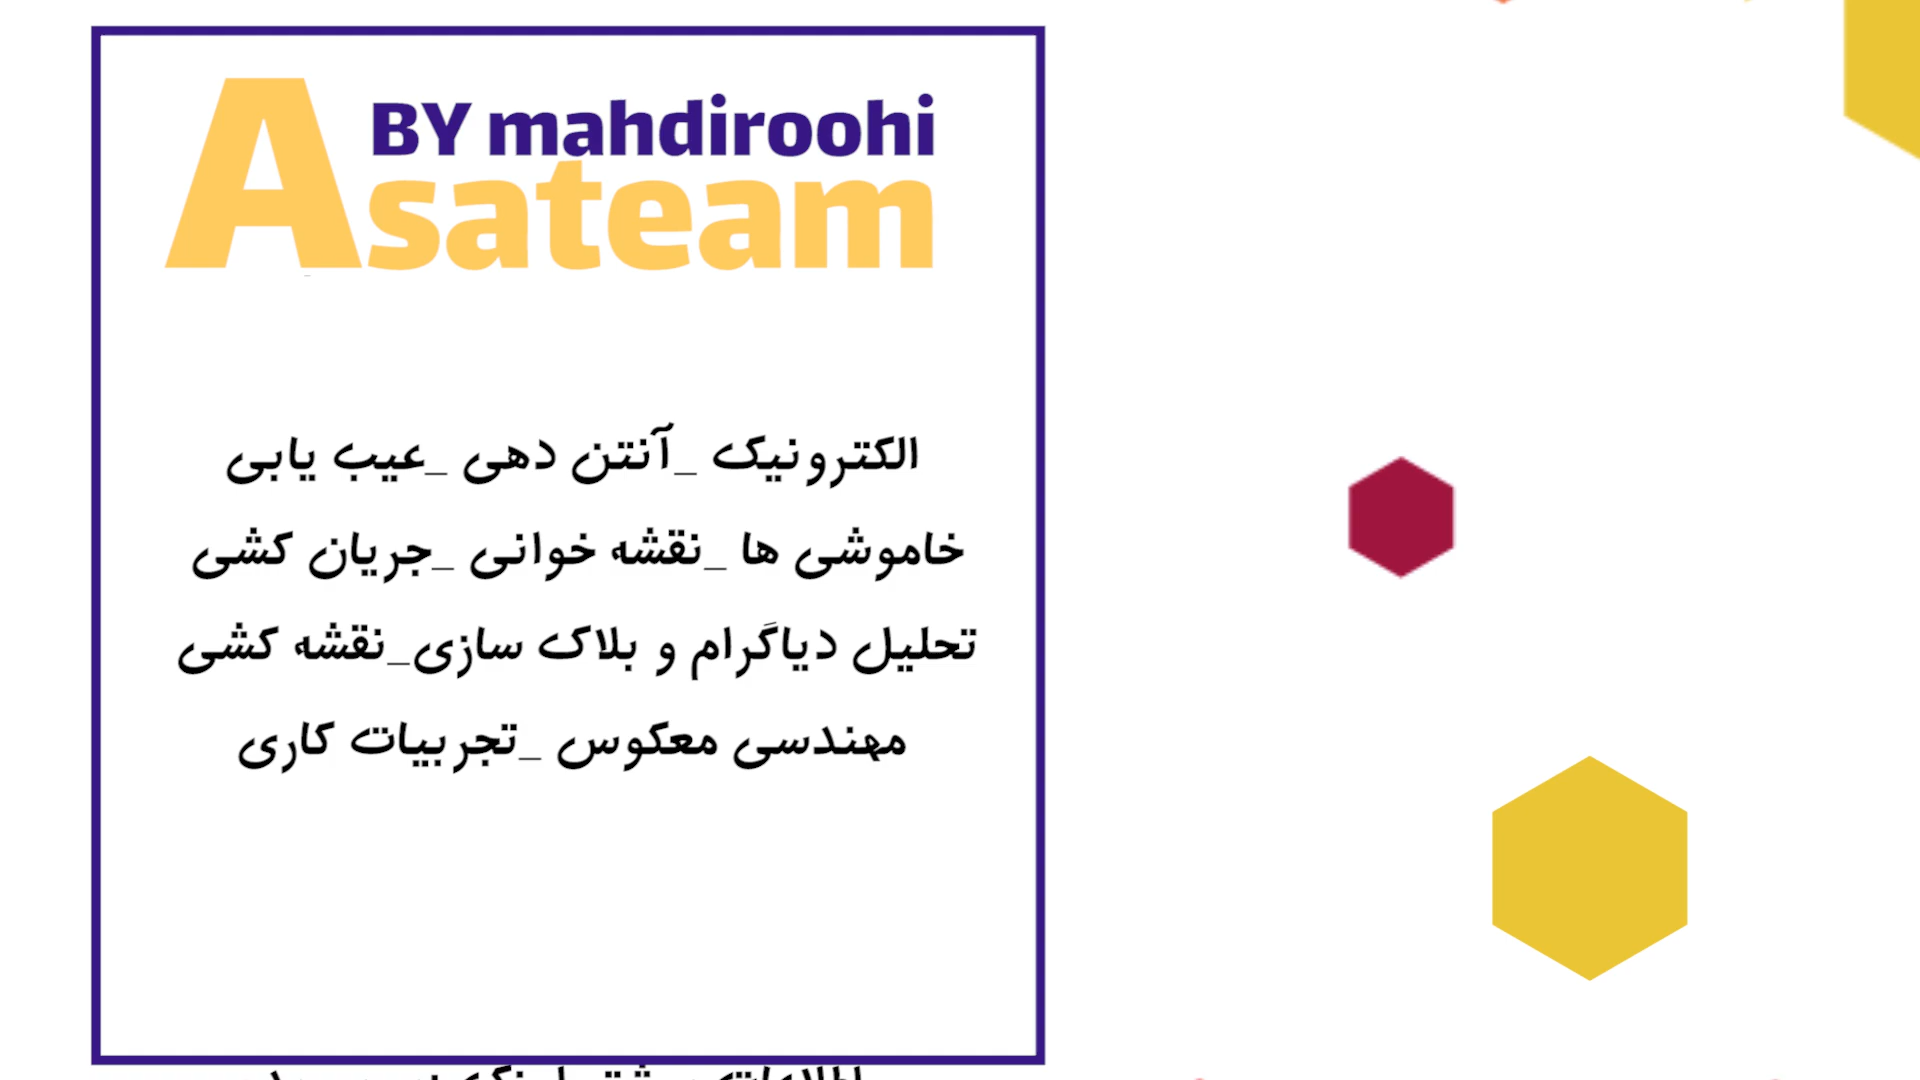 BY mahdiroohi
Asateam
الکترونیک _آنتن دهی _عیب یابی
خاموشی ها _نقشه خوانی _جریان کشی
تحلیل دیاگرام و بلاک سازی_نقشه کشی
مهندسی معکوس _تجربیات کاری